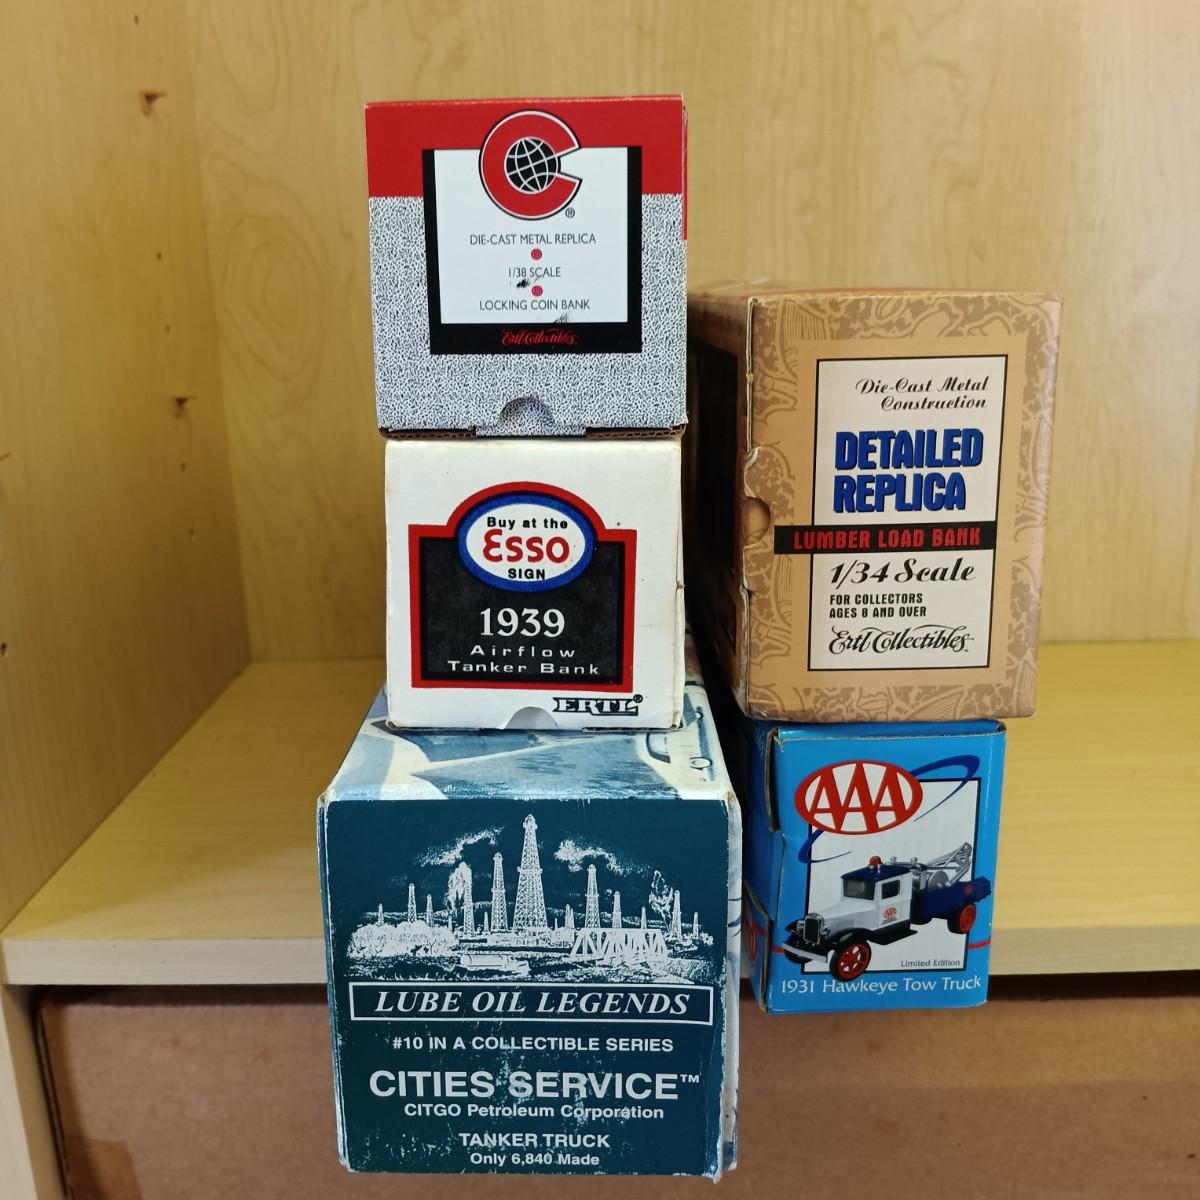 C
®
DIE-CAST METAL REPLICA
1/38 SCALE
LOCKING COIN BANK
Ertl Collectibles™
Buy at the
Esso
SIGN
1939
Airflow
Tanker Bank
ERTL®
LUBE OIL LEGENDS
#10 IN A COLLECTIBLE SERIES
CITIES SERVICE™
CITGO Petroleum Corporation
TANKER TRUCK
Only 6,840 Made
Die-Cast Metal
Construction
DETAILED
REPLICA
LUMBER LOAD BANK
1/34 Scale
FOR COLLECTORS
AGES 8 AND OVER
Ertl Collectibles™
AAA
AAA
Limited Edition
1931 Hawkeye Tow Truck